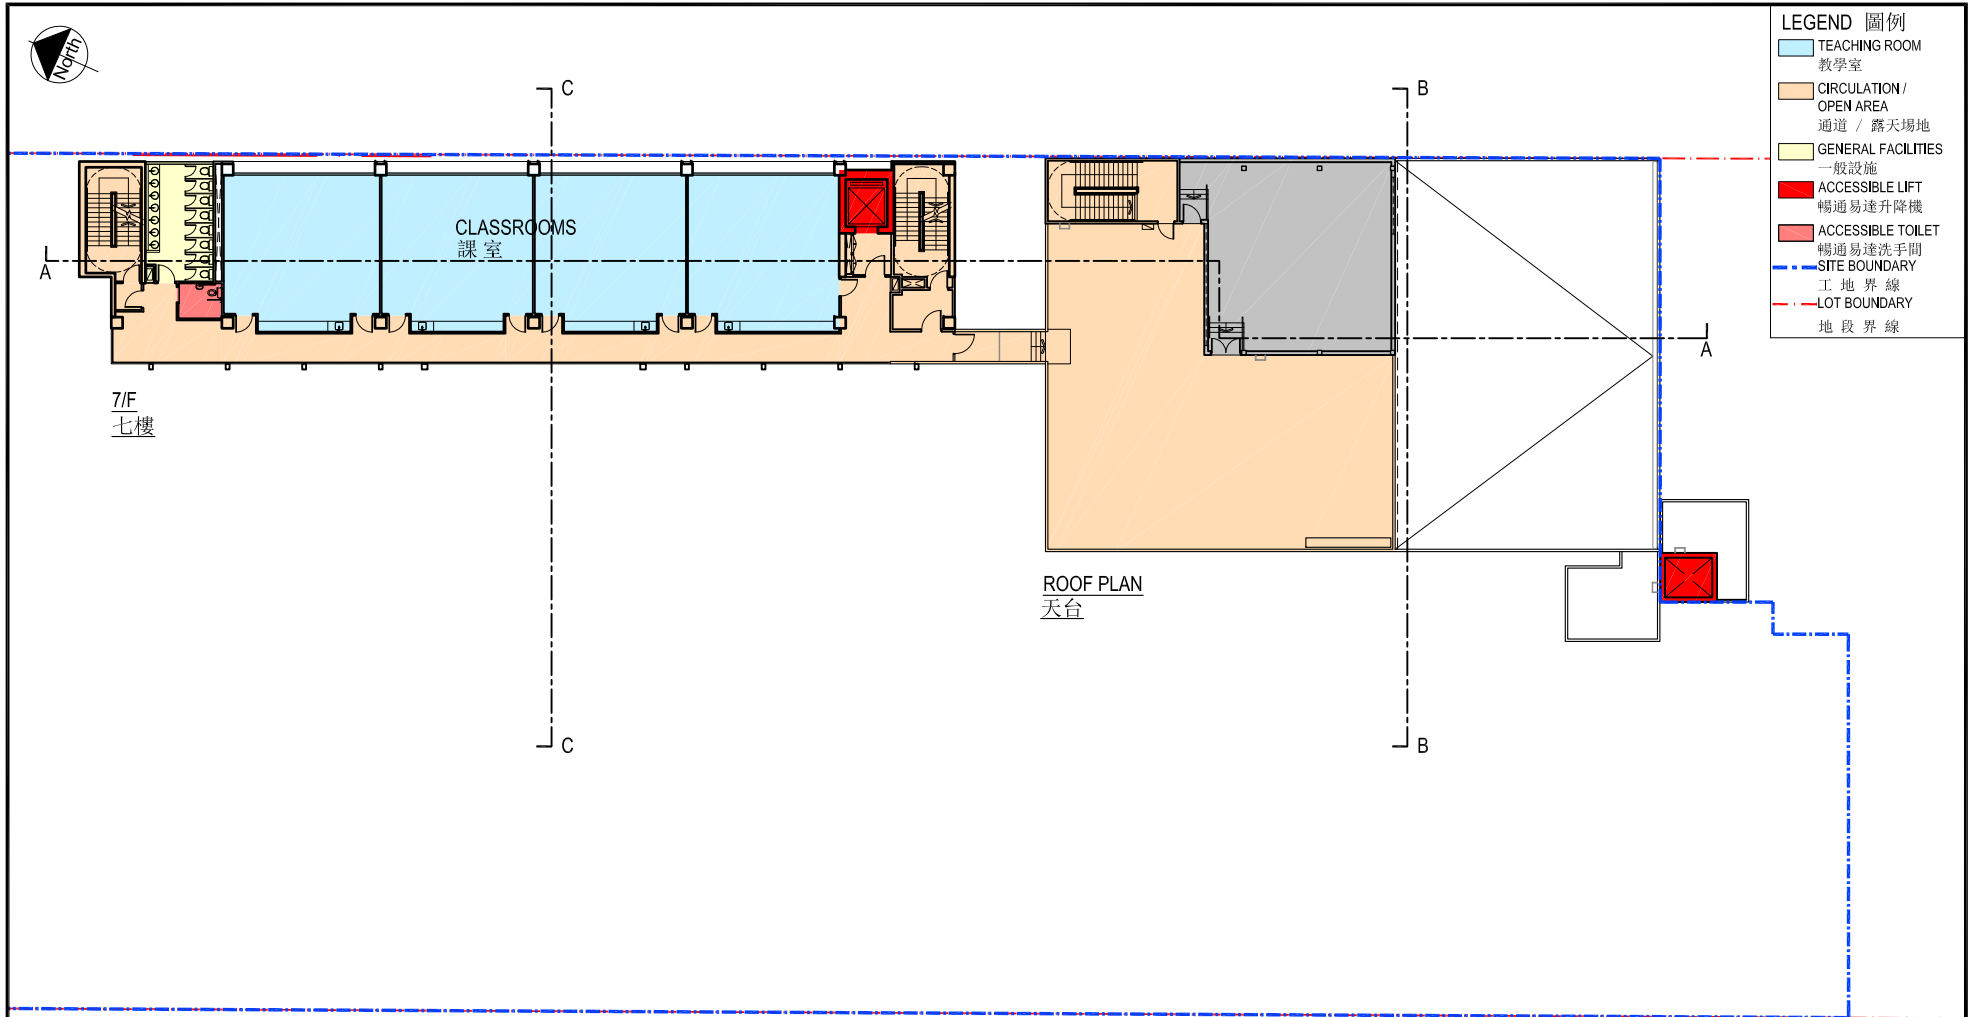 North
LEGEND 圖例
TEACHING ROOM
教學室
CIRCULATION /
OPEN AREA
通道 / 露天場地
GENERAL FACILITIES
一般設施
ACCESSIBLE LIFT
暢通易達升降機
ACCESSIBLE TOILET
暢通易達洗手間
SITE BOUNDARY
工 地 界 線
LOT BOUNDARY
地 段 界 線
C
B
CLASSROOMS
課 室
A
A
7/F
七樓
ROOF PLAN
天台
C
B